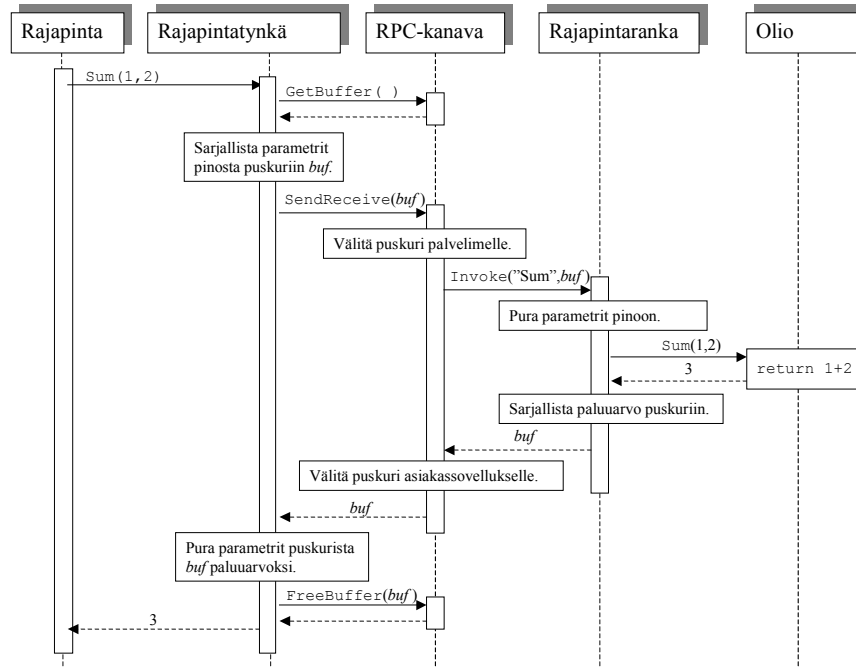 Rajapinta
Rajapintatynkä
RPC-kanava
Rajapintaranka
Olio
Sum(1,2)
GetBuffer( )
Sarjallista parametrit
pinosta puskuriin buf.
SendReceive(buf)
Välitä puskuri palvelimelle.
Invoke(”Sum”,buf)
Pura parametrit pinoon.
Sum(1,2)
return 1+2
3
Sarjallista paluuarvo puskuriin.
buf
Välitä puskuri asiakassovellukselle.
buf
Pura parametrit puskurista
buf paluuarvoksi.
FreeBuffer(buf)
3